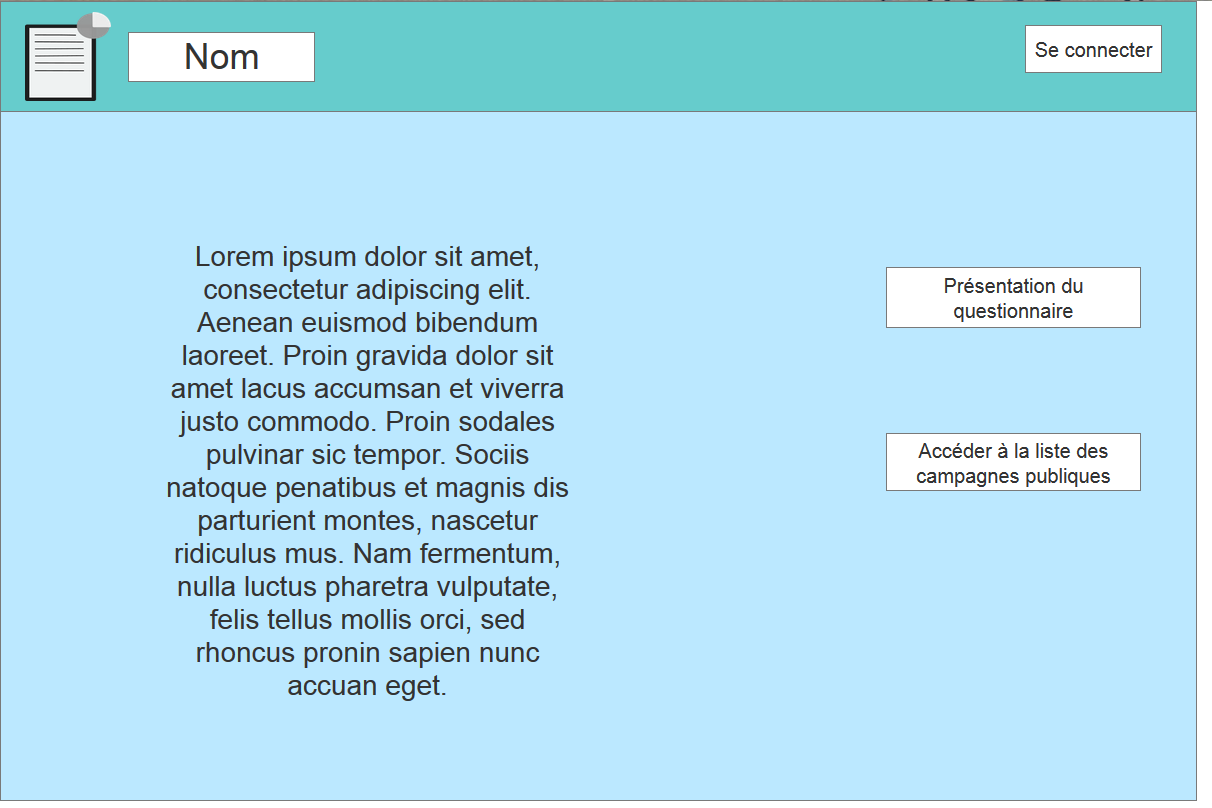 Nom
Se connecter
Lorem ipsum dolor sit amet,
consectetur adipiscing elit.
Aenean euismod bibendum
laoreet. Proin gravida dolor sit
amet lacus accumsan et viverra
justo commodo. Proin sodales
pulvinar sic tempor. Sociis
natoque penatibus et magnis dis
parturient montes, nascetur
ridiculus mus. Nam fermentum,
nulla luctus pharetra vulputate,
felis tellus mollis orci, sed
rhoncus pronin sapien nunc
accuan eget.
Présentation du
questionnaire
Accéder à la liste des
campagnes publiques